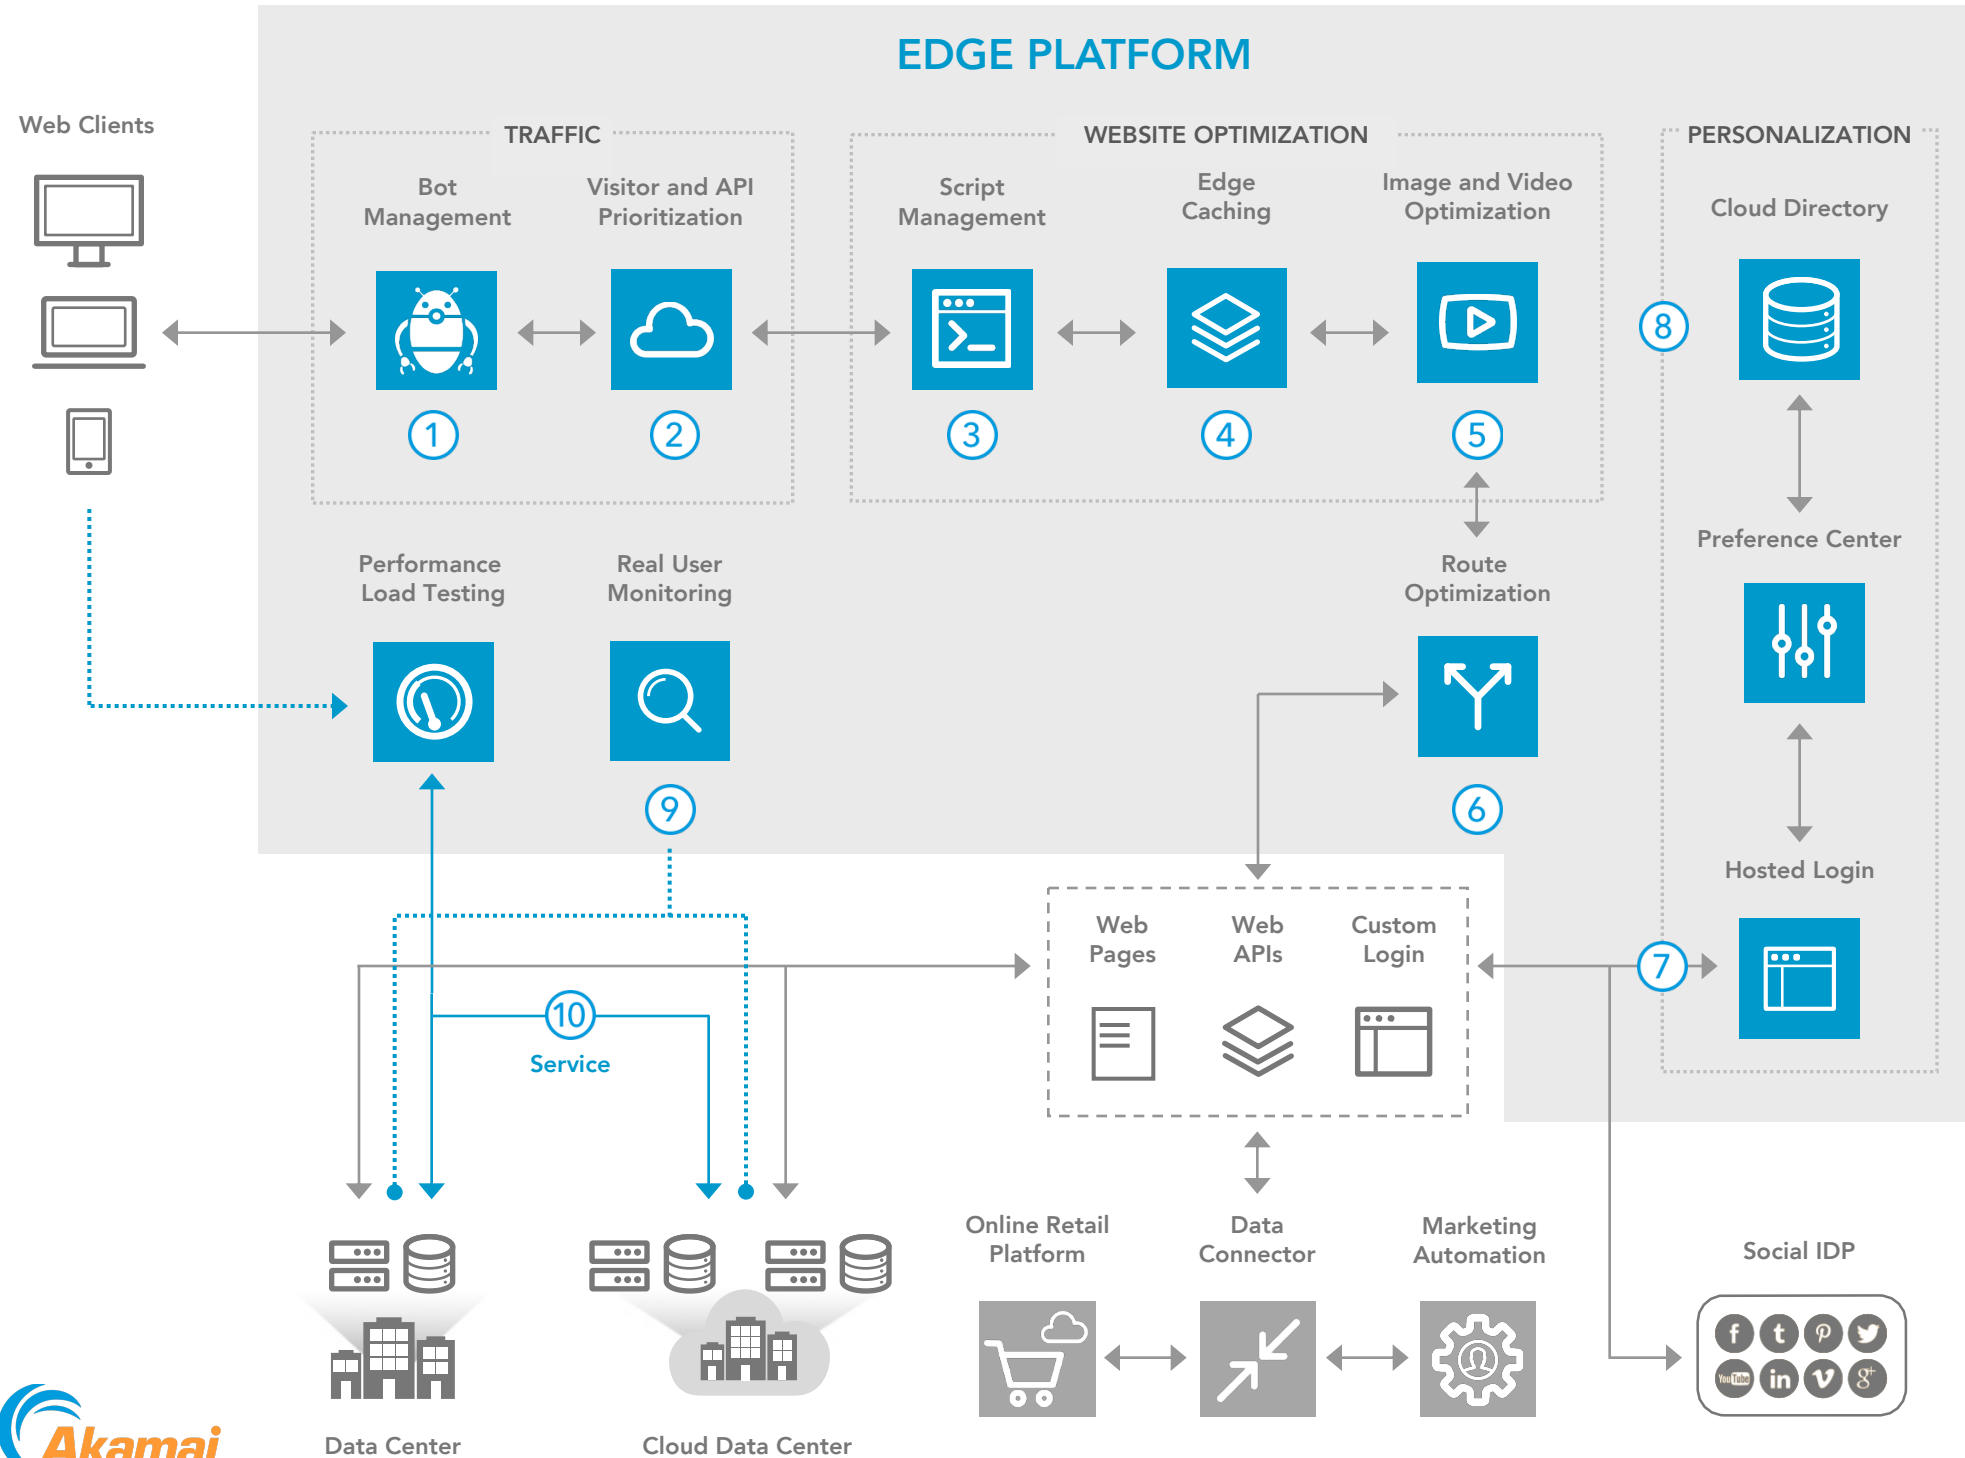 EDGE PLATFORM
Web Clients
TRAFFIC
WEBSITE OPTIMIZATION
PERSONALIZATION
Bot
Management
Visitor and API
Prioritization
Script
Management
Edge
Caching
Image and Video
Optimization
Cloud Directory
8
1
2
3
4
5
Preference Center
Performance
Load Testing
Real User
Monitoring
Route
Optimization
9
6
Hosted Login
Web
Pages
Web
APIs
Custom
Login
7
10
Service
Online Retail
Platform
Data
Connector
Marketing
Automation
Social IDP
f t P
You Tube in V g+
Akamai
Data Center
Cloud Data Center